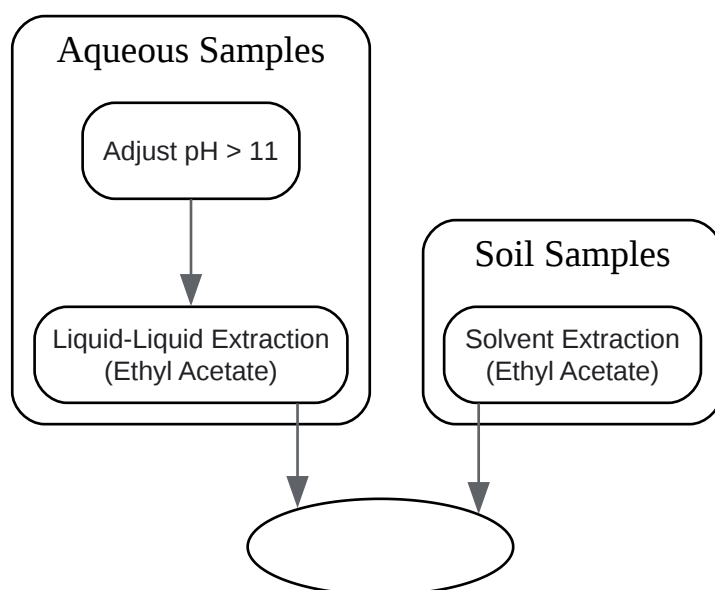 Aqueous Samples
Adjust pH > 11
Liquid-Liquid Extraction
(Ethyl Acetate)
Soil Samples
Solvent Extraction
(Ethyl Acetate)